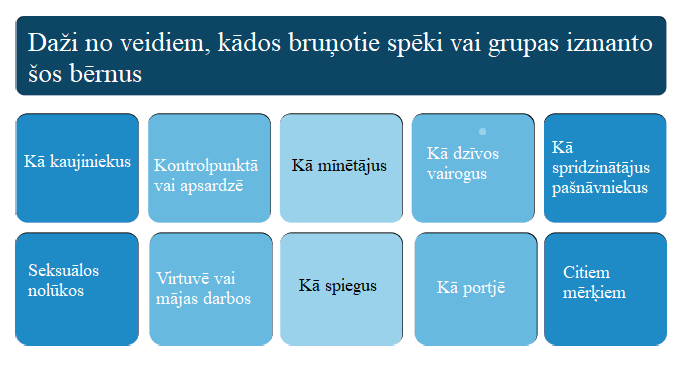 Daži no veidiem, kādos bruņotie spēki vai grupas izmanto
šos bērnus
Kā kaujiniekus
Kontrolpunktā
vai apsardzē
Kā mīnētājus
Kā dzīvos
vairogus
Kā
spridzinātājus
pašnāvniekus
Seksuālos
nolūkos
Virtuvē vai
mājas darbos
Kā spiegus
Kā portjē
Citiem
mērķiem